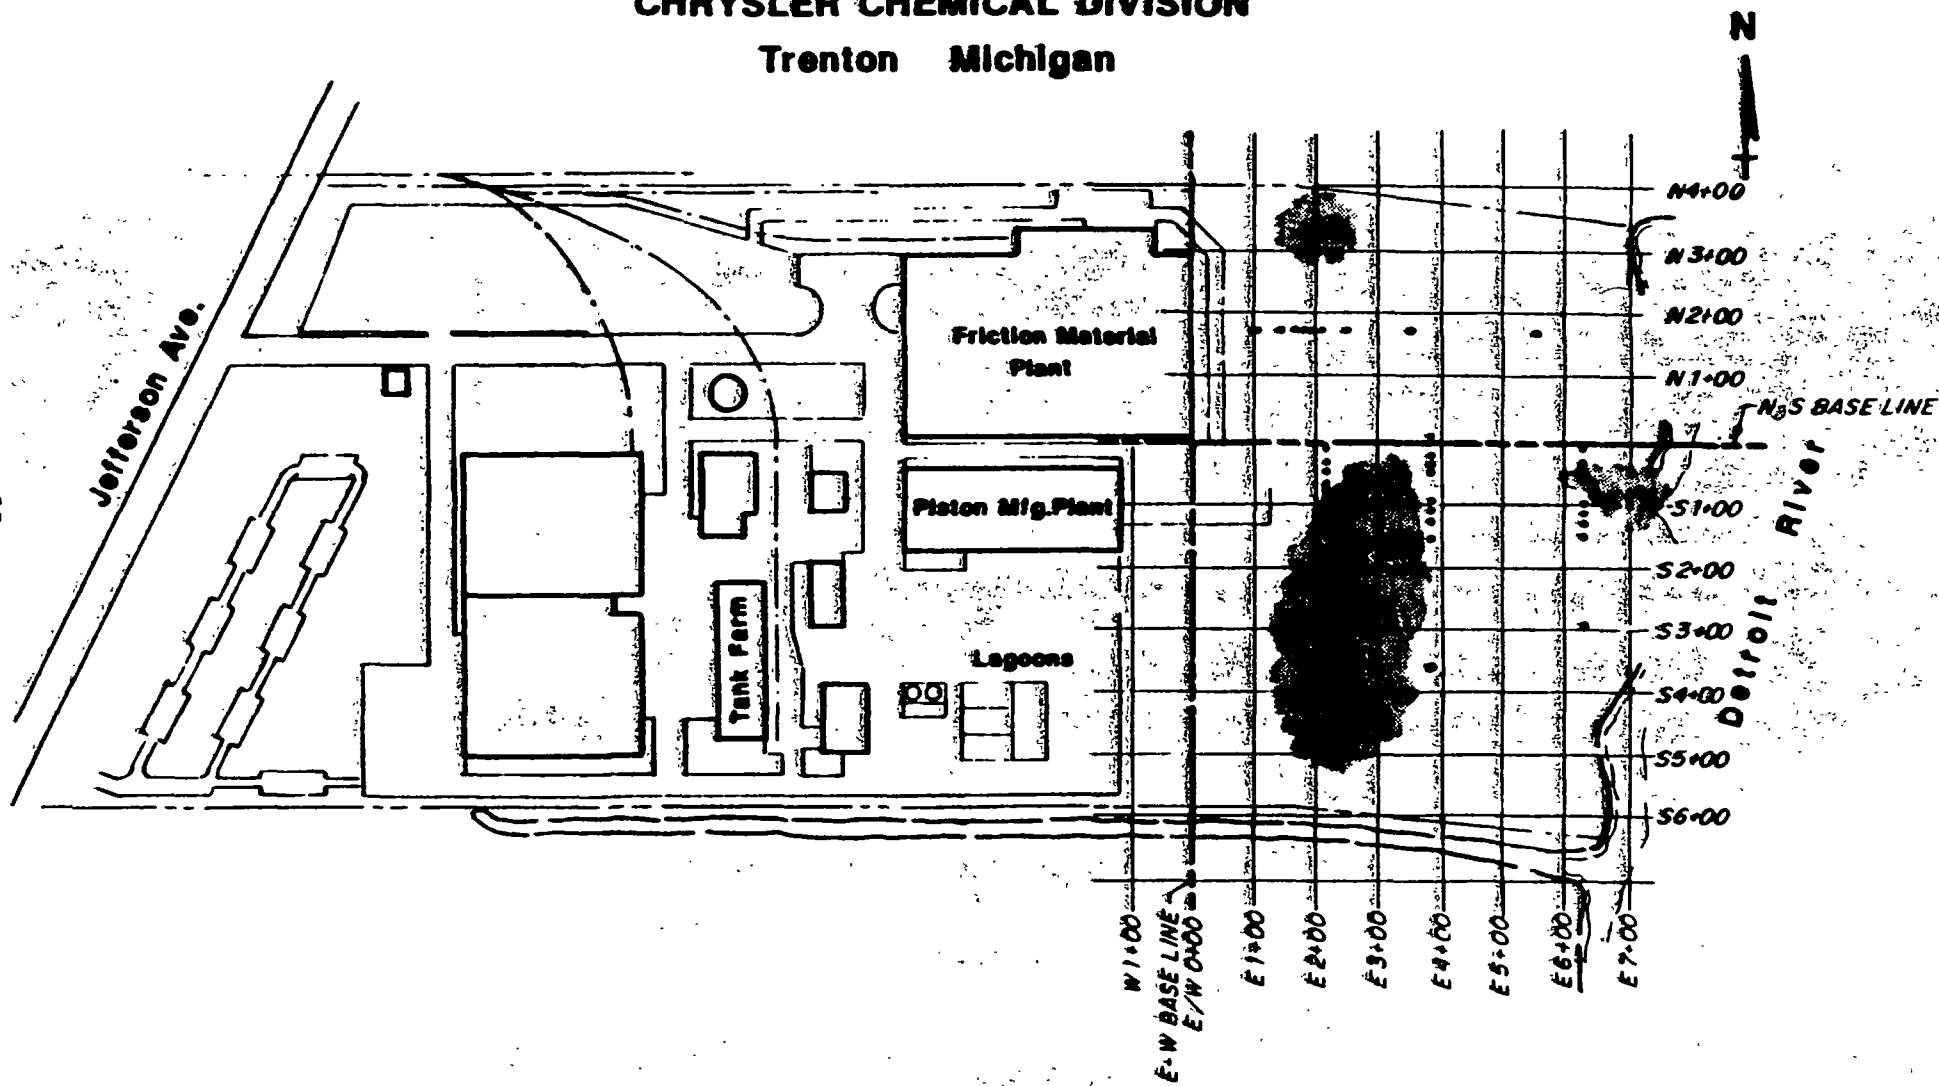 CHRYSLER CHEMICAL DIVISION
Trenton Michigan
N
Jefferson Ave.
N4+00
N3+00
N2+00
N1+00
N&S BASE LINE
S1+00
S2+00
S3+00
S4+00
S5+00
S6+00
Detroit River
Friction Material
Plant
Piston Mfg. Plant
Tank Farm
Lagoons
W1+00
E-W BASE LINE
E/W 0+00
E1+00
E2+00
E3+00
E4+00
E5+00
E6+00
E7+00